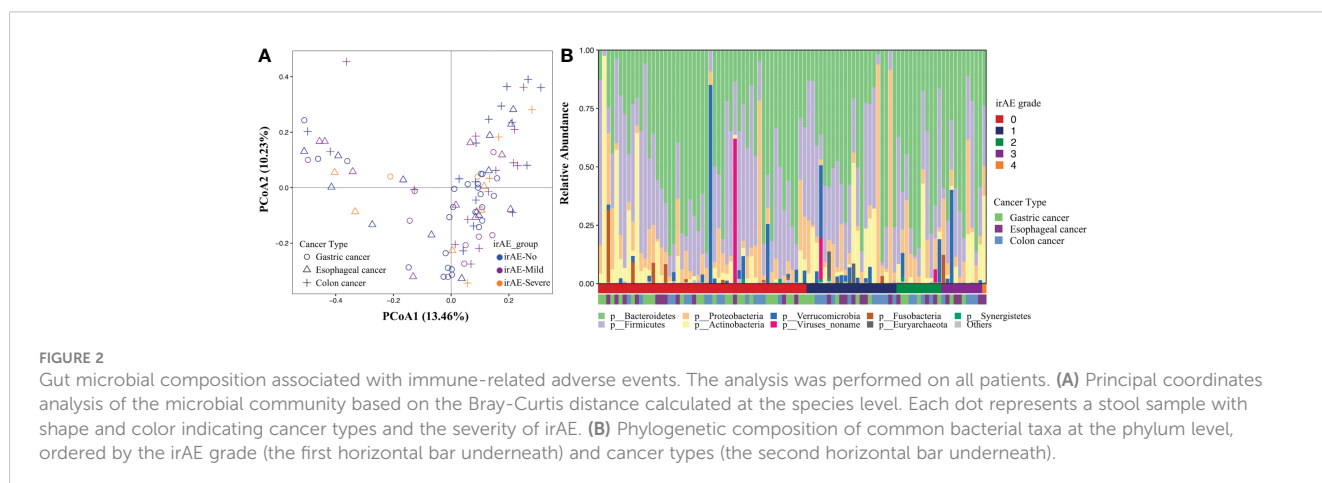 A
PCoA2 (10.23%)
0.4
0.2
0.0
-0.2
-0.4
-0.2
0.0
0.2
PCoA1 (13.46%)
Cancer Type
Gastric cancer
Esophageal cancer
Colon cancer
irAE_group
irAE-No
irAE-Mild
irAE-Severe
B
Relative Abundance
1.00
0.75
0.50
0.25
0.00
irAE grade
0
1
2
3
4
Cancer Type
Gastric cancer
Esophageal cancer
Colon cancer
p__Bacteroidetes p__Proteobacteria p__Verrucomicrobia p__Fusobacteria p__Synergistetes
p__Firmicutes p__Actinobacteria p__Viruses_noname p__Euryarchaeota Others
FIGURE 2
Gut microbial composition associated with immune-related adverse events. The analysis was performed on all patients. (A) Principal coordinates
analysis of the microbial community based on the Bray-Curtis distance calculated at the species level. Each dot represents a stool sample with
shape and color indicating cancer types and the severity of irAE. (B) Phylogenetic composition of common bacterial taxa at the phylum level,
ordered by the irAE grade (the first horizontal bar underneath) and cancer types (the second horizontal bar underneath).